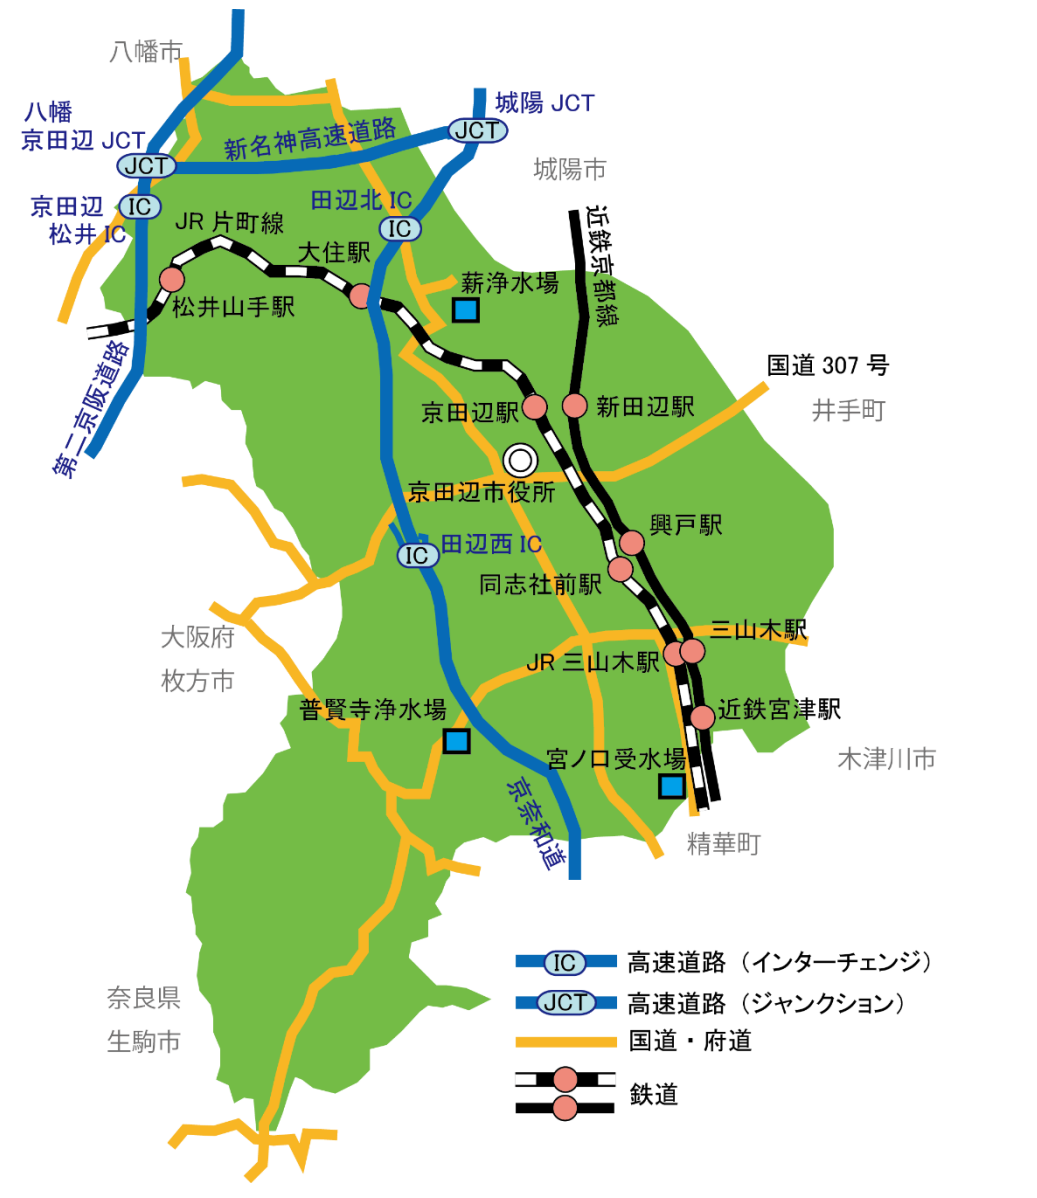 八幡市
八幡
京田辺 JCT
城陽 JCT
JCT
新名神高速道路
JCT
城陽市
京田辺
松井 IC
IC
田辺北 IC
IC
JR 片町線
大住駅
近鉄京都線
薪浄水場
松井山手駅
第二京阪道路
国道 307 号
京田辺駅
新田辺駅
井手町
京田辺市役所
興戸駅
IC
田辺西 IC
同志社前駅
大阪府
枚方市
三山木駅
JR 三山木駅
普賢寺浄水場
近鉄宮津駅
宮ノ口受水場
木津川市
京奈和道
精華町
IC
高速道路（インターチェンジ）
JCT
高速道路（ジャンクション）
国道・府道
鉄道
奈良県
生駒市